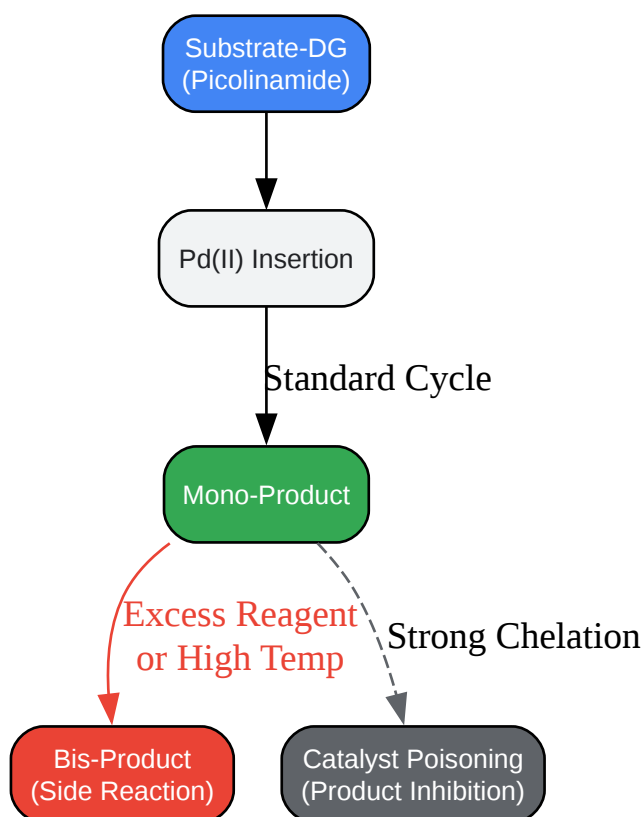 Substrate-DG
(Picolinamide)
Pd(II) Insertion
Standard Cycle
Mono-Product
Excess Reagent
or High Temp
Strong Chelation
Bis-Product
(Side Reaction)
Catalyst Poisoning
(Product Inhibition)